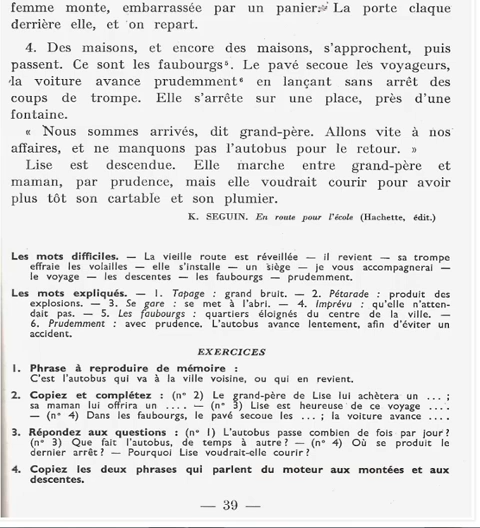 femme monte, embarrassée par un panier. La porte claque
derrière elle, et on repart.
4. Des maisons, et encore des maisons, s'approchent, puis
passent. Ce sont les faubourgs⁵. Le pavé secoue les voyageurs,
la voiture avance prudemment⁶ en lançant sans arrêt des
coups de trompe. Elle s'arrête sur une place, près d'une
fontaine.
« Nous sommes arrivés, dit grand-père. Allons vite à nos
affaires, et ne manquons pas l'autobus pour le retour. »
Lise est descendue. Elle marche entre grand-père et
maman, par prudence, mais elle voudrait courir pour avoir
plus tôt son cartable et son plumier.
K. SEGUIN. En route pour l'école (Hachette, édit.)
Les mots difficiles. — La vieille route est réveillée — il revient — sa trompe
effraie les volailles — elle s'installe — un siège — je vous accompagnerai —
le voyage — les descentes — les faubourgs — prudemment.
Les mots expliqués. — 1. Tapage : grand bruit. — 2. Pétarade : produit des
explosions. — 3. Se gare : se met à l'abri. — 4. Imprévu : qu'elle n'atten-
dait pas. — 5. Les faubourgs : quartiers éloignés du centre de la ville. —
6. Prudemment : avec prudence. L'autobus avance lentement, afin d'éviter un
accident.
EXERCICES
1. Phrase à reproduire de mémoire :
C'est l'autobus qui va à la ville voisine, ou qui en revient.
2. Copiez et complétez : (n° 2) Le grand-père de Lise lui achètera un ... ;
sa maman lui offrira un .... — (n° 3) Lise est heureuse de ce voyage ....
— (n° 4) Dans les faubourgs, le pavé secoue les ... ; la voiture avance ....
3. Répondez aux questions : (n° 1) L'autobus passe combien de fois par jour ?
(n° 3) Que fait l'autobus, de temps à autre ? — (n° 4) Où se produit le
dernier arrêt ? — Pourquoi Lise voudrait-elle courir ?
4. Copiez les deux phrases qui parlent du moteur aux montées et aux
descentes.
— 39 —